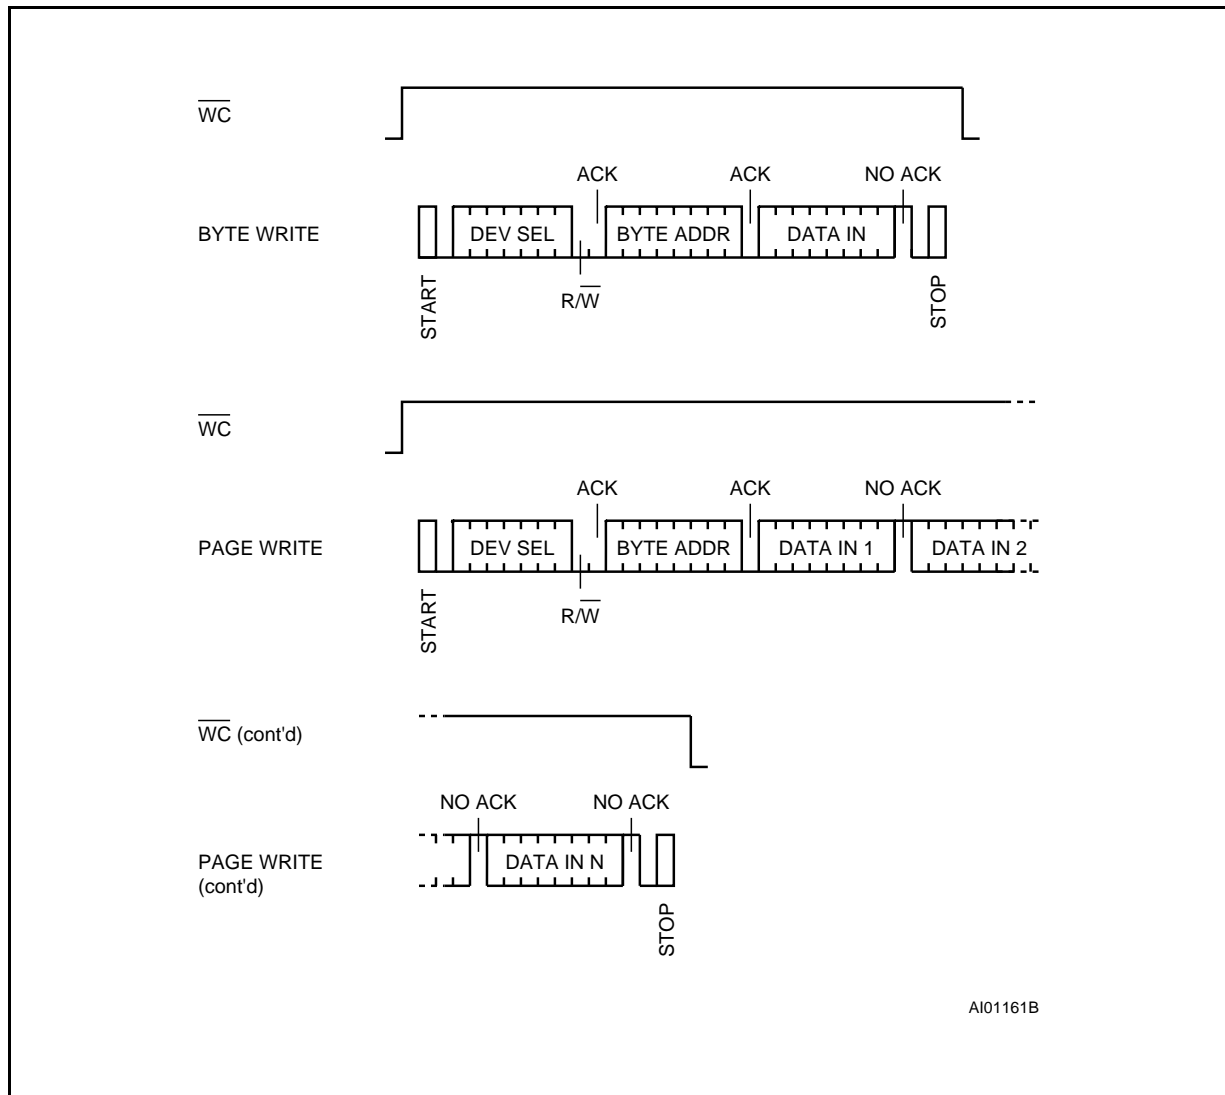 WC
ACK ACK NO ACK
BYTE WRITE DEV SEL BYTE ADDR DATA IN
R/W
START STOP
WC
ACK ACK NO ACK
PAGE WRITE DEV SEL BYTE ADDR DATA IN 1 DATA IN 2
R/W
START
WC (cont'd)
NO ACK NO ACK
PAGE WRITE DATA IN N
(cont'd)
STOP
AI01161B